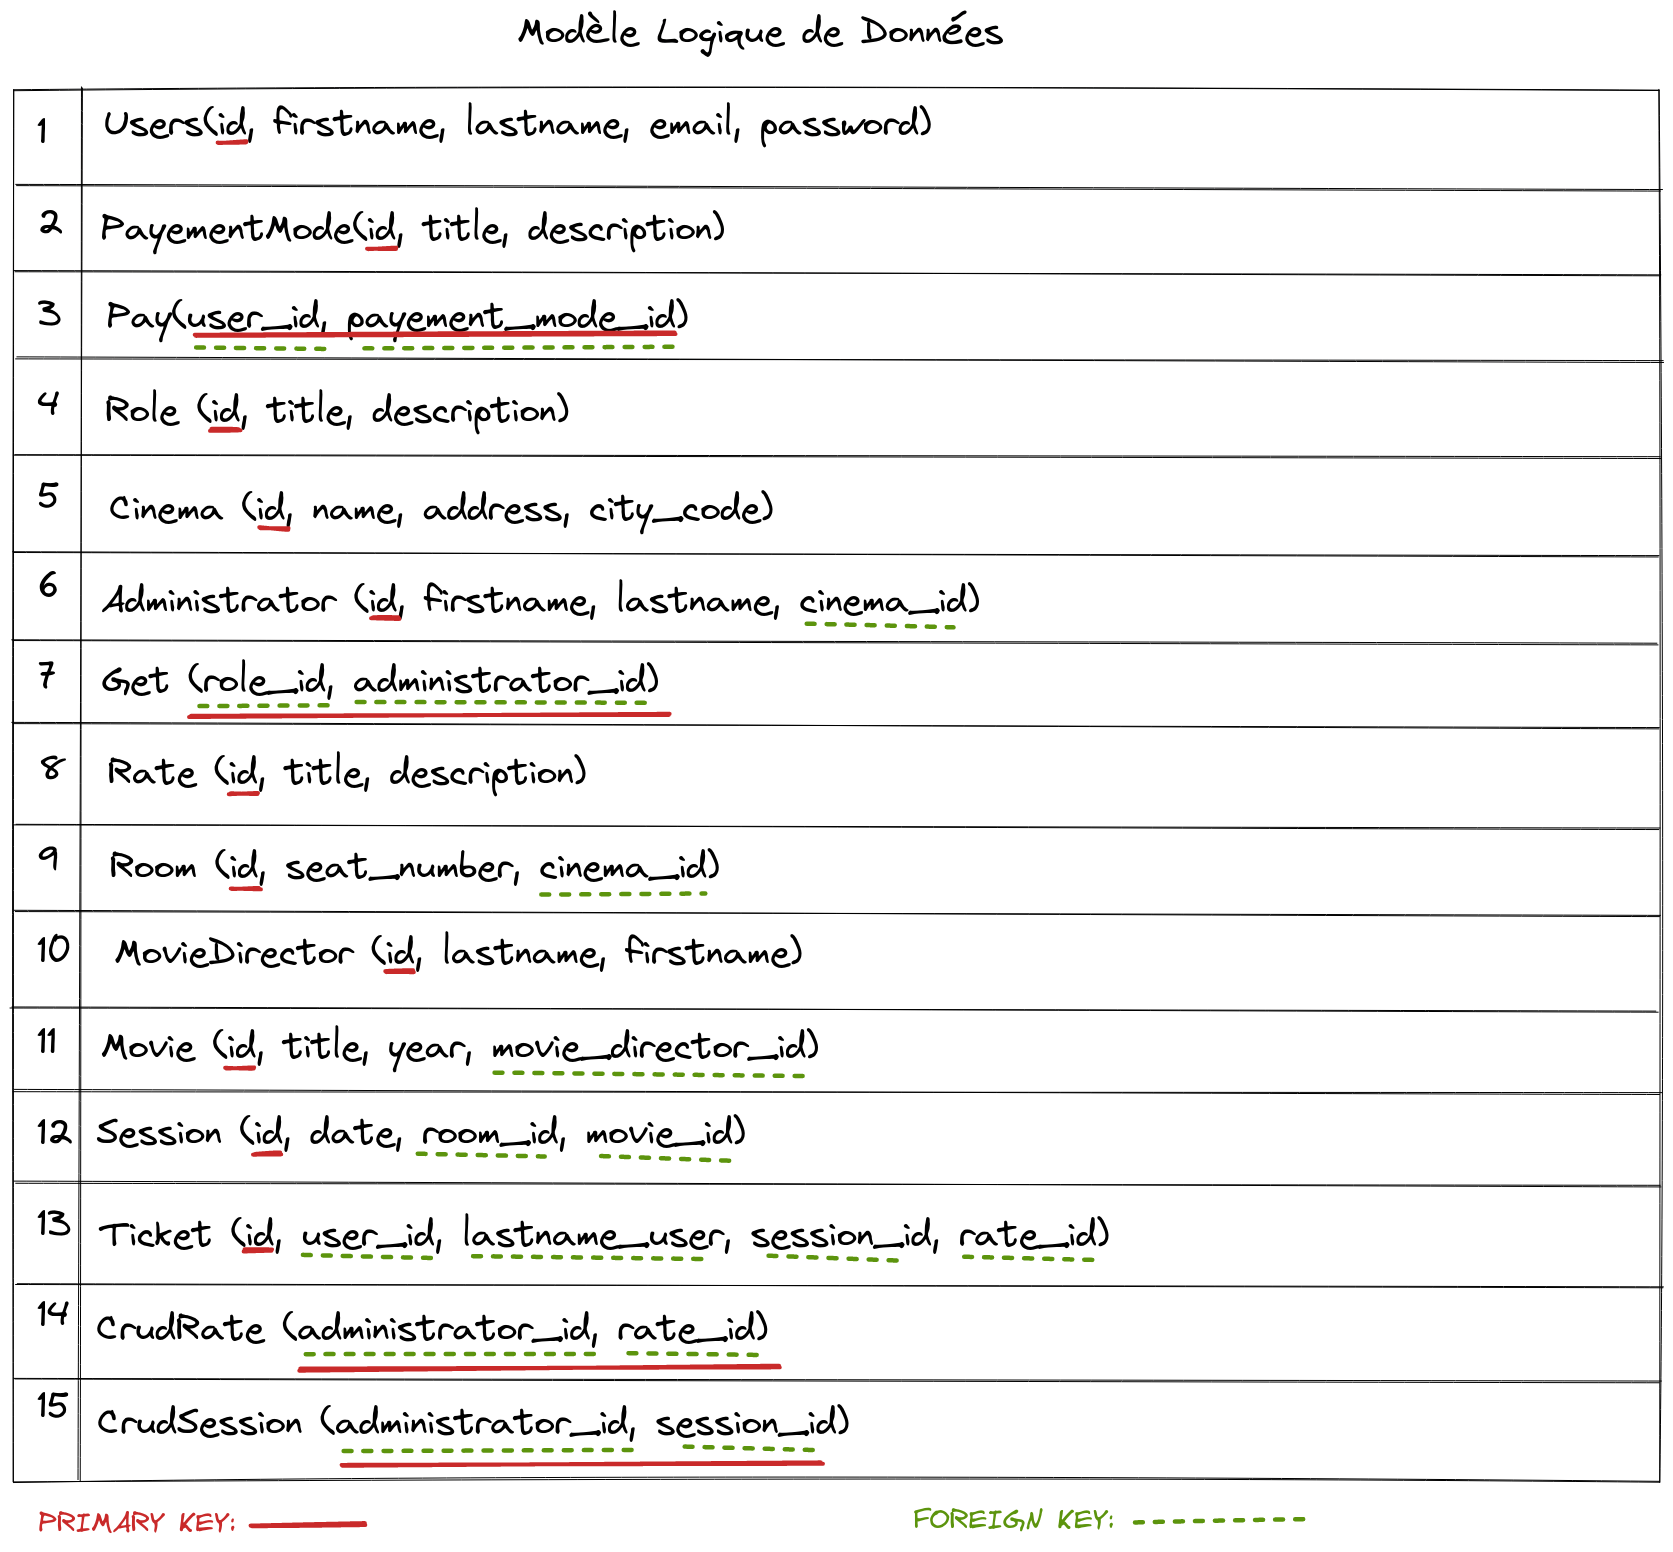 Modèle Logique de Données
1 Users(id, firstname, lastname, email, password)
2 PayementMode(id, title, description)
3 Pay(user_id, payement_mode_id)
4 Role (id, title, description)
5 Cinema (id, name, address, city_code)
6 Administrator (id, firstname, lastname, cinema_id)
7 Get (role_id, administrator_id)
8 Rate (id, title, description)
9 Room (id, seat_number, cinema_id)
10 MovieDirector (id, lastname, firstname)
11 Movie (id, title, year, movie_director_id)
12 Session (id, date, room_id, movie_id)
13 Ticket (id, user_id, lastname_user, session_id, rate_id)
14 CrudRate (administrator_id, rate_id)
15 CrudSession (administrator_id, session_id)
PRIMARY KEY: FOREIGN KEY: